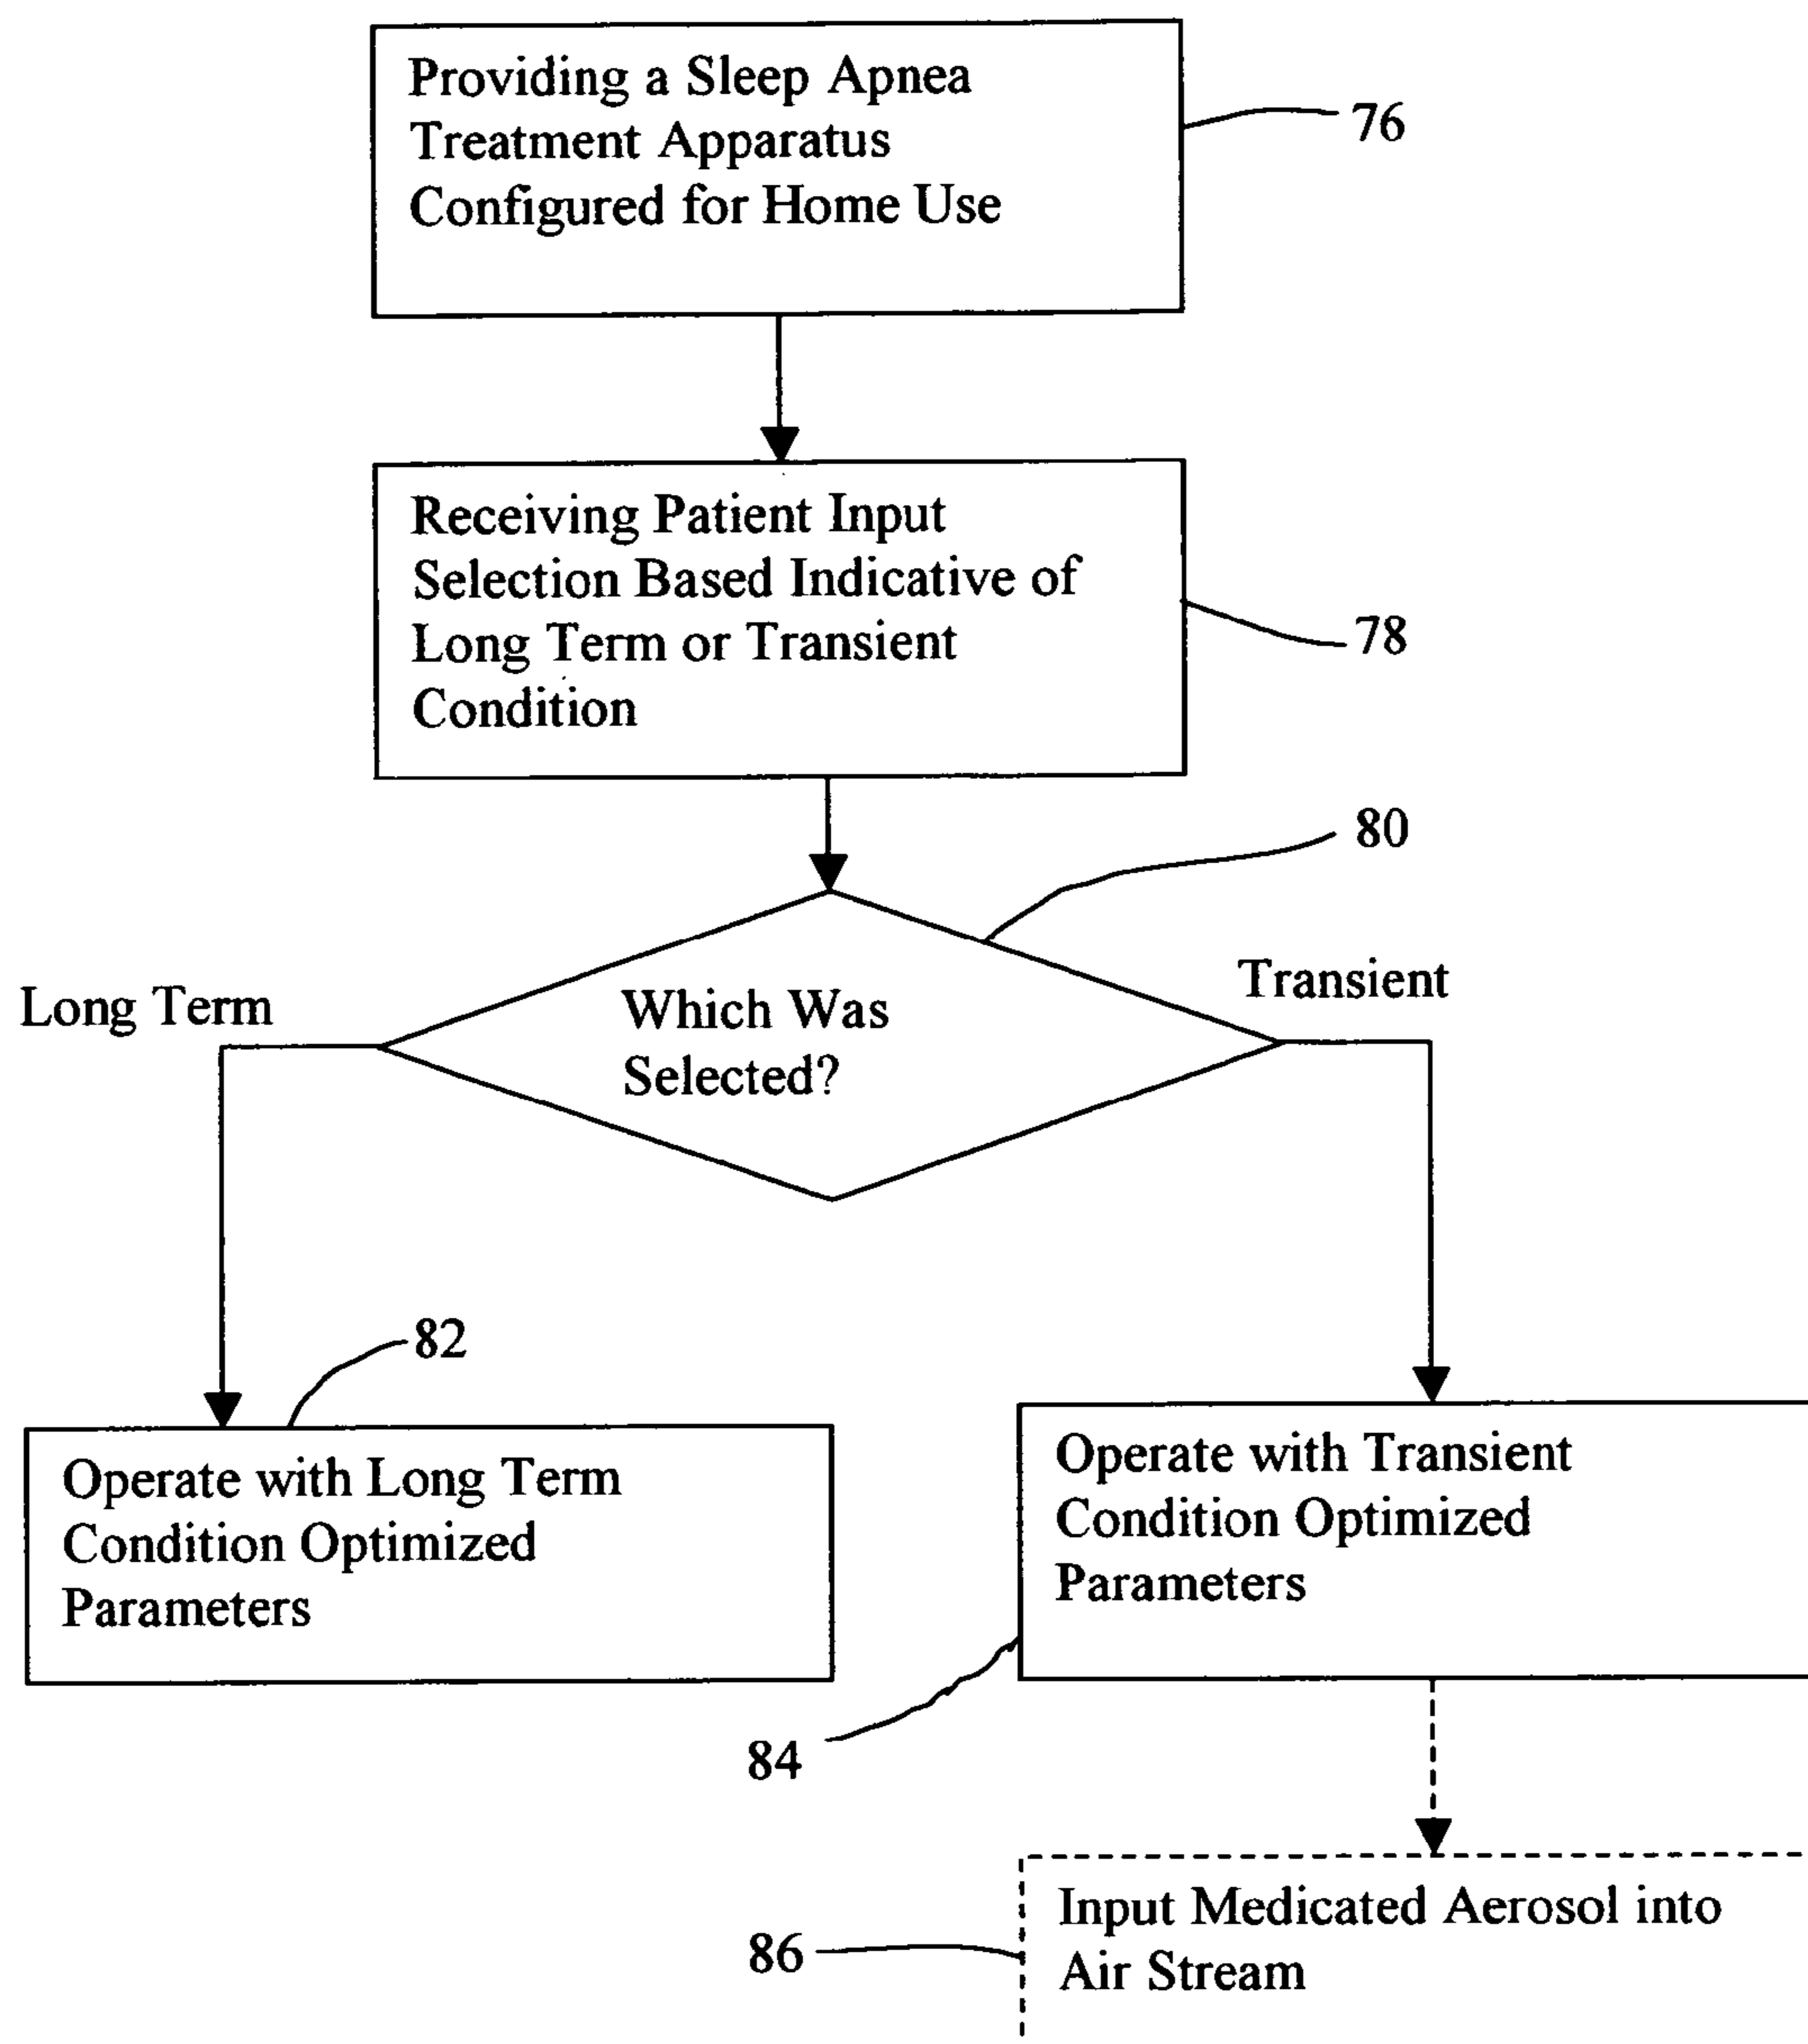 Providing a Sleep Apnea
Treatment Apparatus
Configured for Home Use
76
Receiving Patient Input
Selection Based Indicative of
Long Term or Transient
Condition
78
80
Long Term
Which Was
Selected?
Transient
82
Operate with Long Term
Condition Optimized
Parameters
Operate with Transient
Condition Optimized
Parameters
84
Input Medicated Aerosol into
Air Stream
86